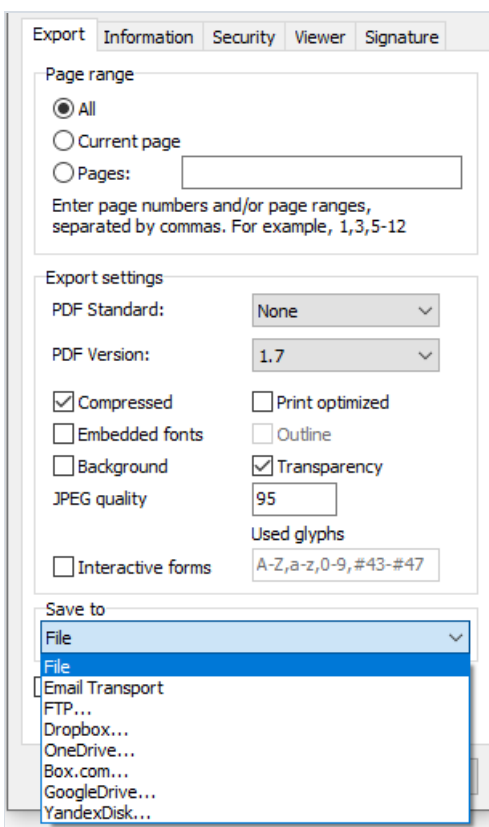 Export Information Security Viewer Signature
Page range
All
Current page
Pages:
Enter page numbers and/or page ranges,
separated by commas. For example, 1,3,5-12
Export settings
PDF Standard: None
PDF Version: 1.7
Compressed Print optimized
Embedded fonts Outline
Background Transparency
JPEG quality 95
Used glyphs
Interactive forms A-Z,a-z,0-9,#43-#47
Save to
File
File
Email Transport
FTP...
Dropbox...
OneDrive...
Box.com...
GoogleDrive...
YandexDisk...